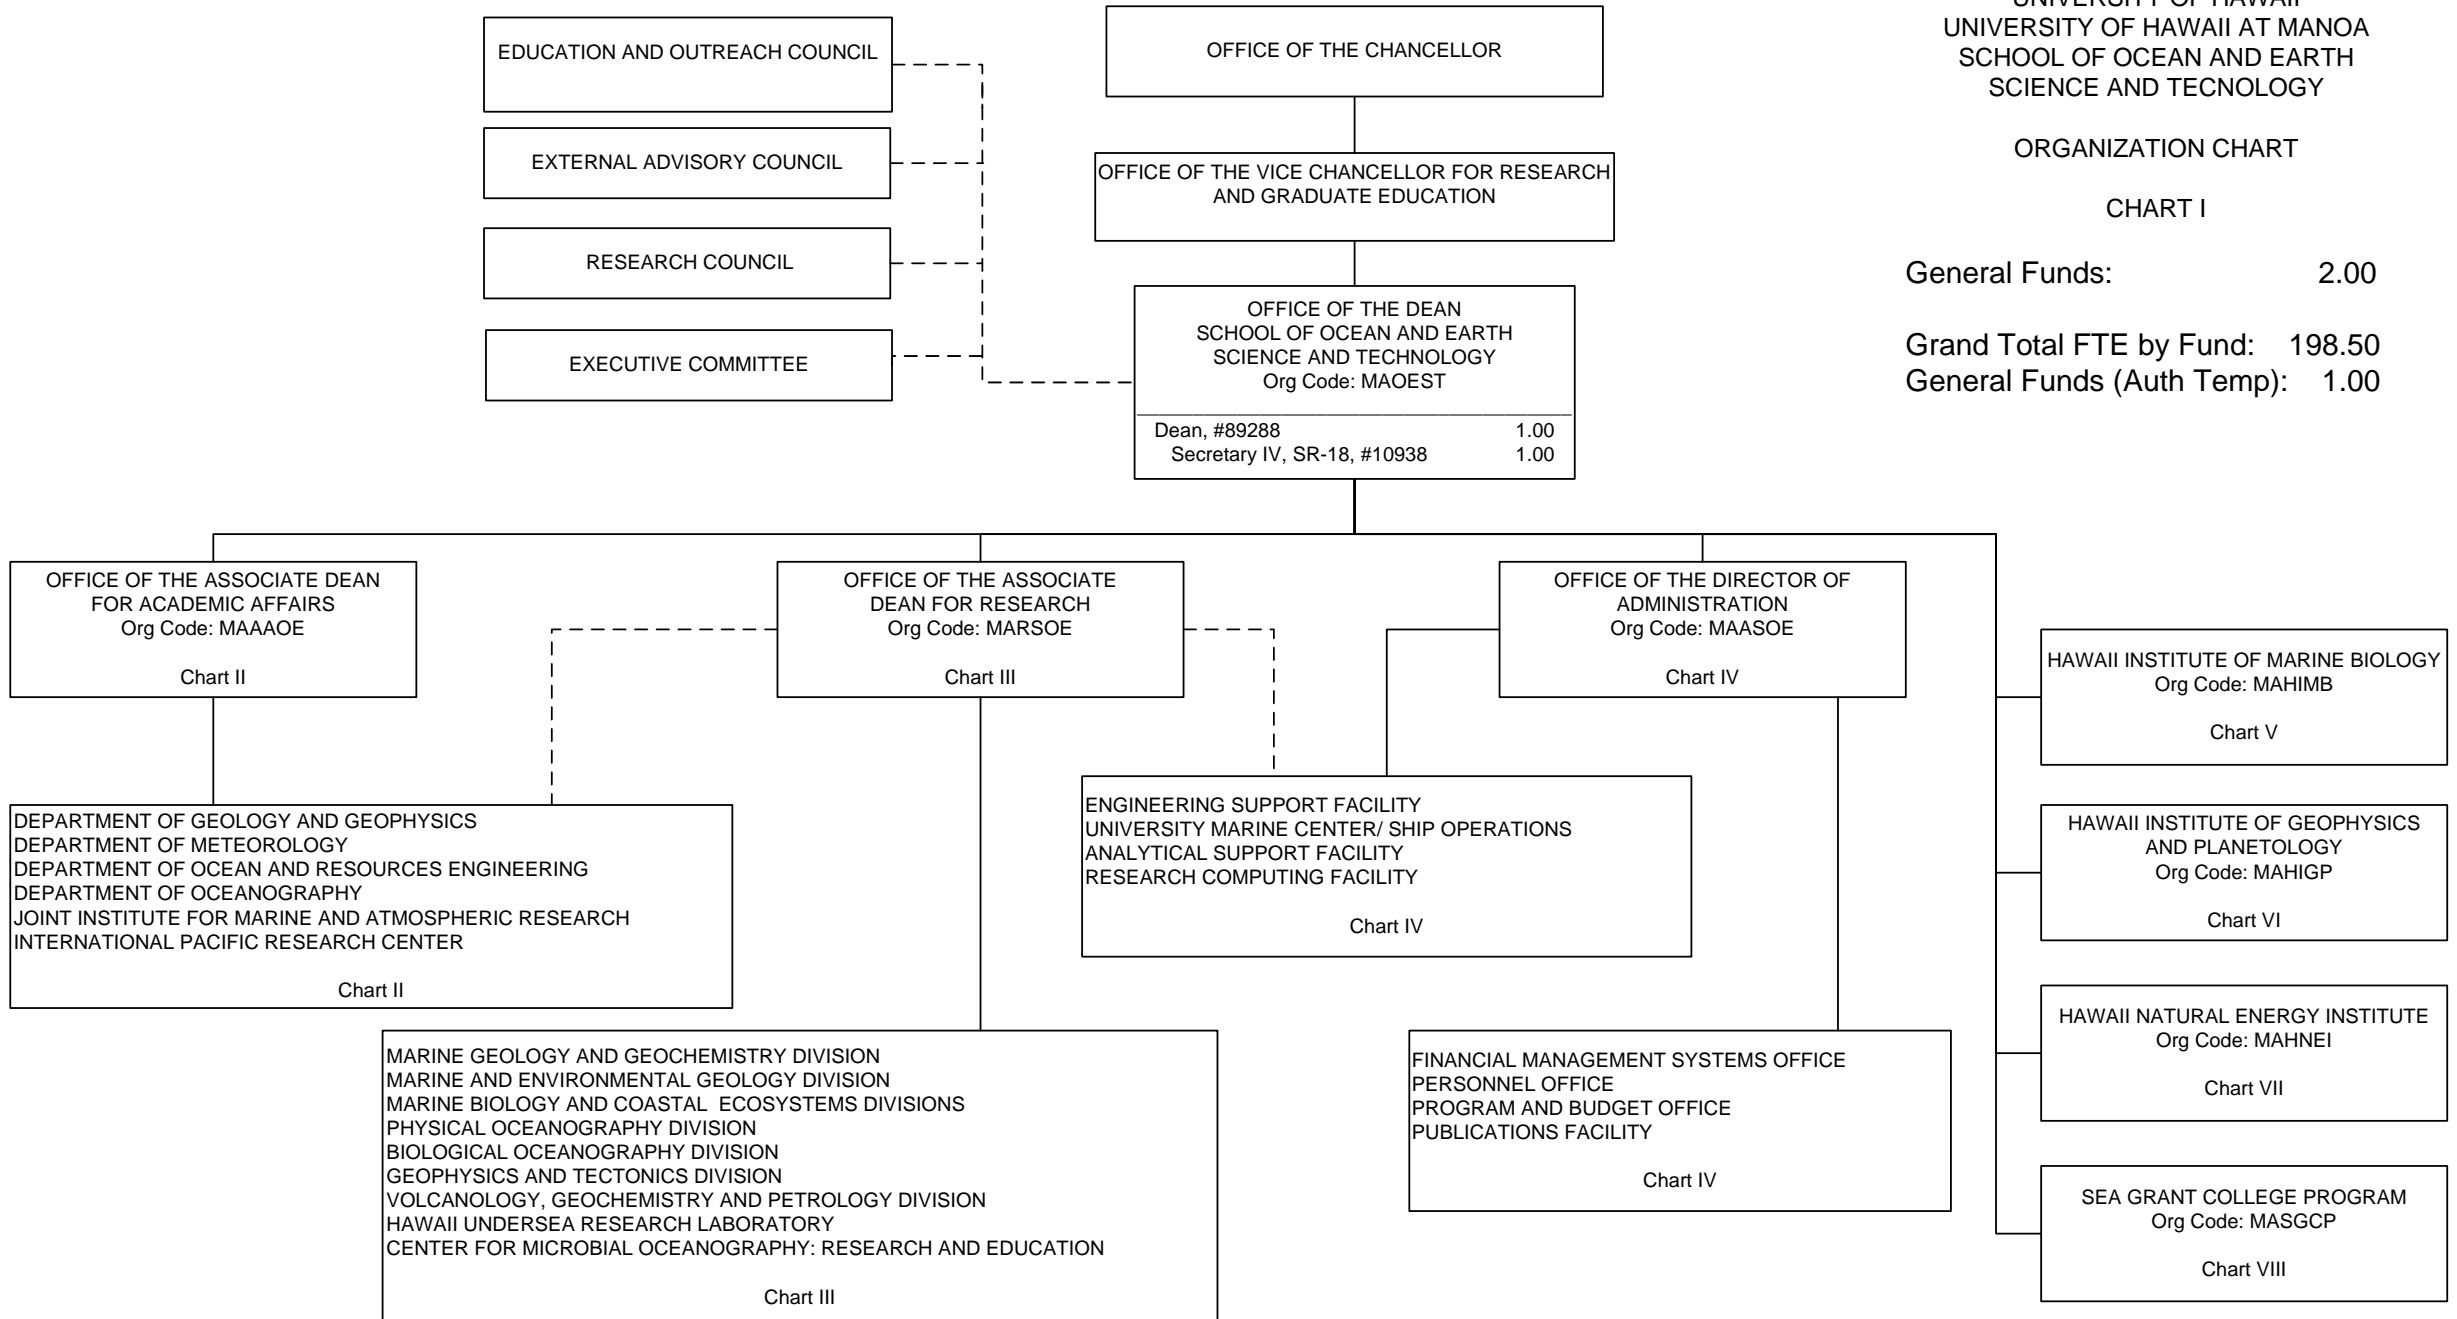 UNIVERSITY OF HAWAII
UNIVERSITY OF HAWAII AT MANOA
SCHOOL OF OCEAN AND EARTH
SCIENCE AND TECNOLOGY
ORGANIZATION CHART
CHART I
General Funds: 2.00
Grand Total FTE by Fund: 198.50
General Funds (Auth Temp): 1.00
EDUCATION AND OUTREACH COUNCIL
EXTERNAL ADVISORY COUNCIL
RESEARCH COUNCIL
EXECUTIVE COMMITTEE
OFFICE OF THE CHANCELLOR
OFFICE OF THE VICE CHANCELLOR FOR RESEARCH
AND GRADUATE EDUCATION
OFFICE OF THE DEAN
SCHOOL OF OCEAN AND EARTH
SCIENCE AND TECHNOLOGY
Org Code: MAOEST
Dean, #89288 1.00
Secretary IV, SR-18, #10938 1.00
OFFICE OF THE ASSOCIATE DEAN
FOR ACADEMIC AFFAIRS
Org Code: MAAAOE
Chart II
OFFICE OF THE ASSOCIATE
DEAN FOR RESEARCH
Org Code: MARSOE
Chart III
OFFICE OF THE DIRECTOR OF
ADMINISTRATION
Org Code: MAASOE
Chart IV
HAWAII INSTITUTE OF MARINE BIOLOGY
Org Code: MAHIMB
Chart V
HAWAII INSTITUTE OF GEOPHYSICS
AND PLANETOLOGY
Org Code: MAHIGP
Chart VI
HAWAII NATURAL ENERGY INSTITUTE
Org Code: MAHNEI
Chart VII
SEA GRANT COLLEGE PROGRAM
Org Code: MASGCP
Chart VIII
DEPARTMENT OF GEOLOGY AND GEOPHYSICS
DEPARTMENT OF METEOROLOGY
DEPARTMENT OF OCEAN AND RESOURCES ENGINEERING
DEPARTMENT OF OCEANOGRAPHY
JOINT INSTITUTE FOR MARINE AND ATMOSPHERIC RESEARCH
INTERNATIONAL PACIFIC RESEARCH CENTER
Chart II
ENGINEERING SUPPORT FACILITY
UNIVERSITY MARINE CENTER/ SHIP OPERATIONS
ANALYTICAL SUPPORT FACILITY
RESEARCH COMPUTING FACILITY
Chart IV
MARINE GEOLOGY AND GEOCHEMISTRY DIVISION
MARINE AND ENVIRONMENTAL GEOLOGY DIVISION
MARINE BIOLOGY AND COASTAL  ECOSYSTEMS DIVISIONS
PHYSICAL OCEANOGRAPHY DIVISION
BIOLOGICAL OCEANOGRAPHY DIVISION
GEOPHYSICS AND TECTONICS DIVISION
VOLCANOLOGY, GEOCHEMISTRY AND PETROLOGY DIVISION
HAWAII UNDERSEA RESEARCH LABORATORY
CENTER FOR MICROBIAL OCEANOGRAPHY: RESEARCH AND EDUCATION
Chart III
FINANCIAL MANAGEMENT SYSTEMS OFFICE
PERSONNEL OFFICE
PROGRAM AND BUDGET OFFICE
PUBLICATIONS FACILITY
Chart IV